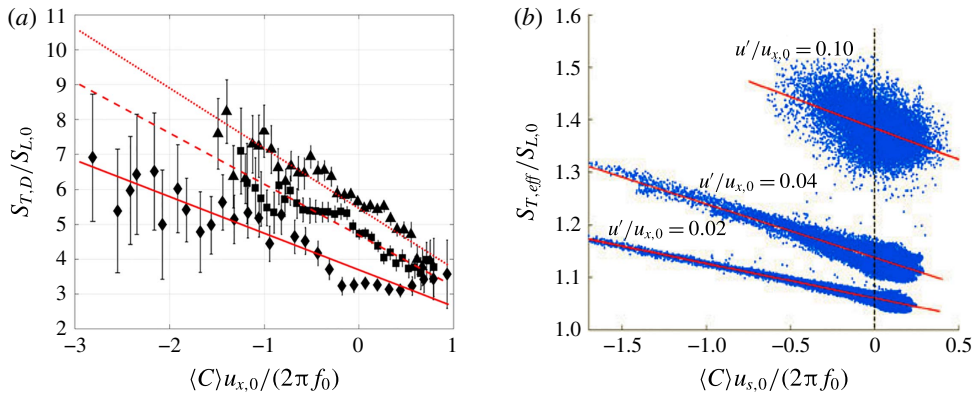 (a)
11
10
9
8
7
6
5
4
3
2
S_{T,D}/S_{L,0}
−3 −2 −1 0 1
⟨C⟩u_{x,0}/(2πf_0)
(b)
1.6
1.5
1.4
1.3
1.2
1.1
1.0
S_{T,eff}/S_{L,0}
u′/u_{x,0} = 0.10
u′/u_{x,0} = 0.04
u′/u_{x,0} = 0.02
−1.5 −1.0 −0.5 0 0.5
⟨C⟩u_{s,0}/(2πf_0)